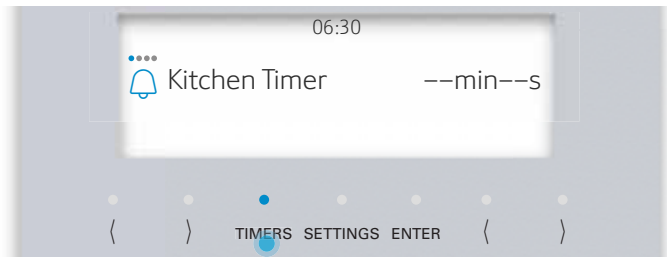 06:30
Kitchen Timer --min--s
⟨ ⟩ TIMERS SETTINGS ENTER ⟨ ⟩